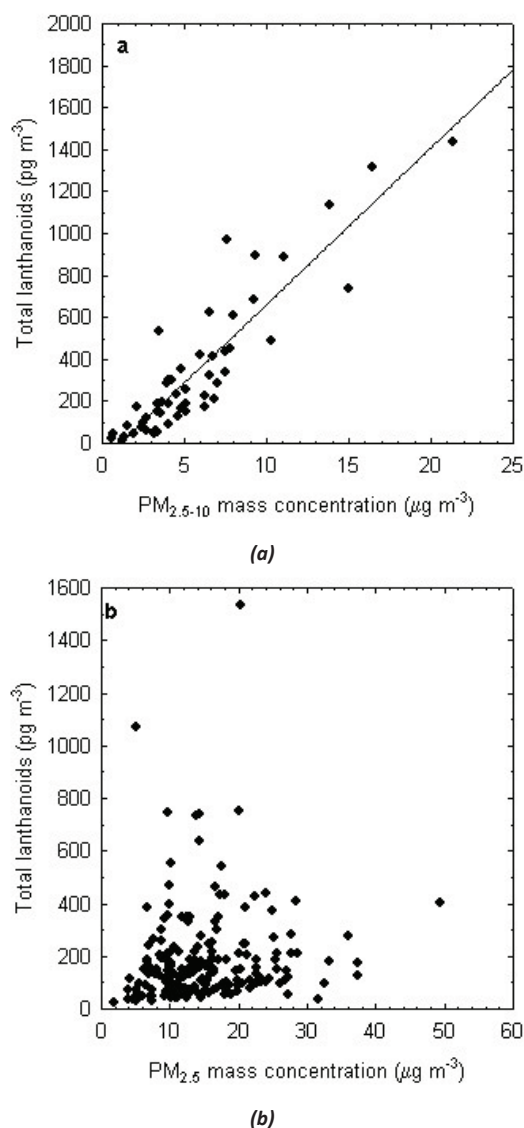 2000
a
1800
1600
1400
1200
1000
800
600
400
200
0
Total lanthanoids (pg m⁻³)
0 5 10 15 20 25
PM₂.₅₋₁₀ mass concentration (µg m⁻³)
(a)
1600
b
1400
1200
1000
800
600
400
200
0
Total lanthanoids (pg m⁻³)
0 10 20 30 40 50 60
PM₂.₅ mass concentration (µg m⁻³)
(b)